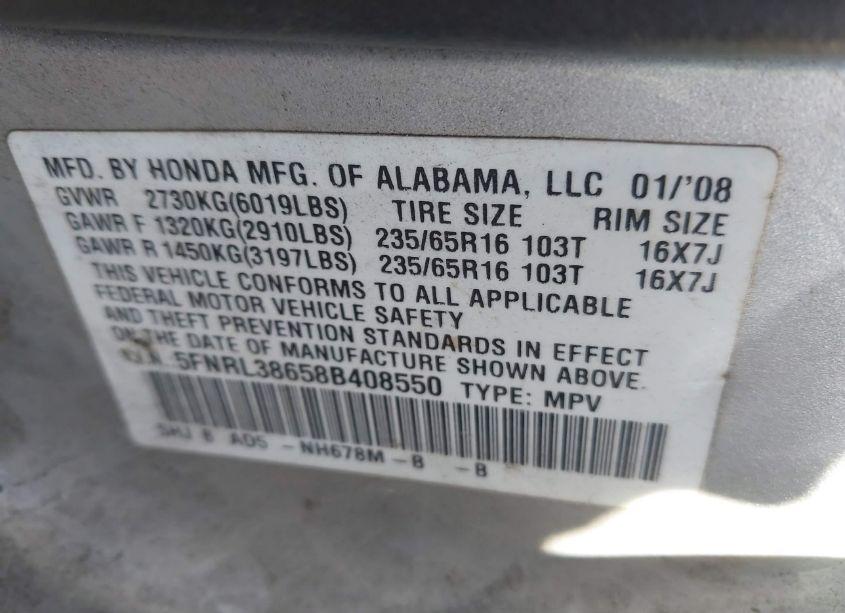 MFD. BY HONDA MFG. OF ALABAMA, LLC 01/'08
GVWR 2730KG(6019LBS) TIRE SIZE RIM SIZE
GAWR F 1320KG(2910LBS) 235/65R16 103T 16X7J
GAWR R 1450KG(3197LBS) 235/65R16 103T 16X7J
THIS VEHICLE CONFORMS TO ALL APPLICABLE
FEDERAL MOTOR VEHICLE SAFETY
AND THEFT PREVENTION STANDARDS IN EFFECT
ON THE DATE OF MANUFACTURE SHOWN ABOVE.
5FNRL38658B408550 TYPE: MPV
AD5 - NH678M -B -B